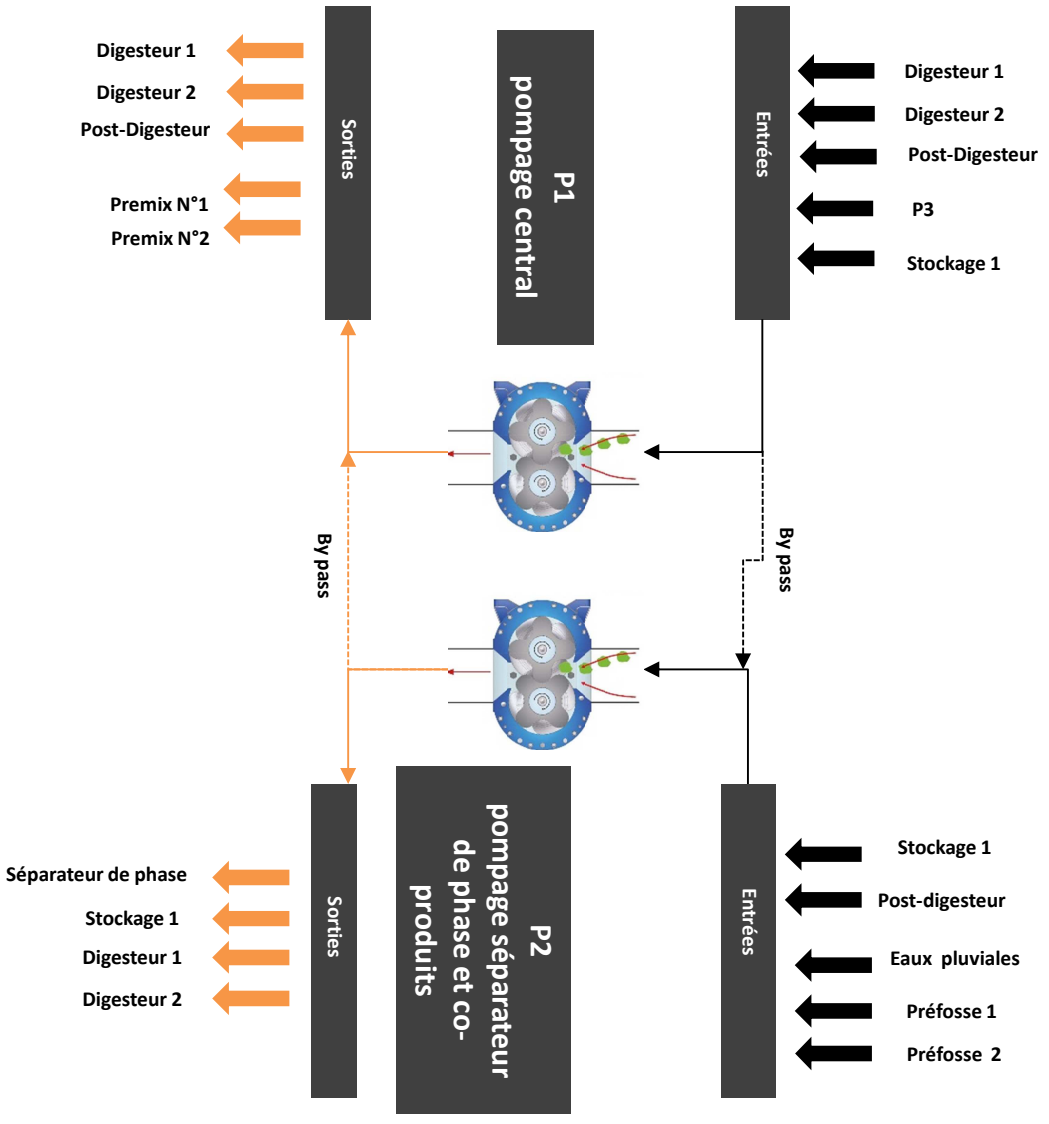 Digesteur 1
Digesteur 2
Post-Digesteur
Premix N°1
Premix N°2
Sorties
P1
pompage central
Entrées
Digesteur 1
Digesteur 2
Post-Digesteur
P3
Stockage 1
By pass
By pass
Séparateur de phase
Stockage 1
Digesteur 1
Digesteur 2
Sorties
P2
pompage séparateur
de phase et co-
produits
Entrées
Stockage 1
Post-digesteur
Eaux pluviales
Préfosse 1
Préfosse 2